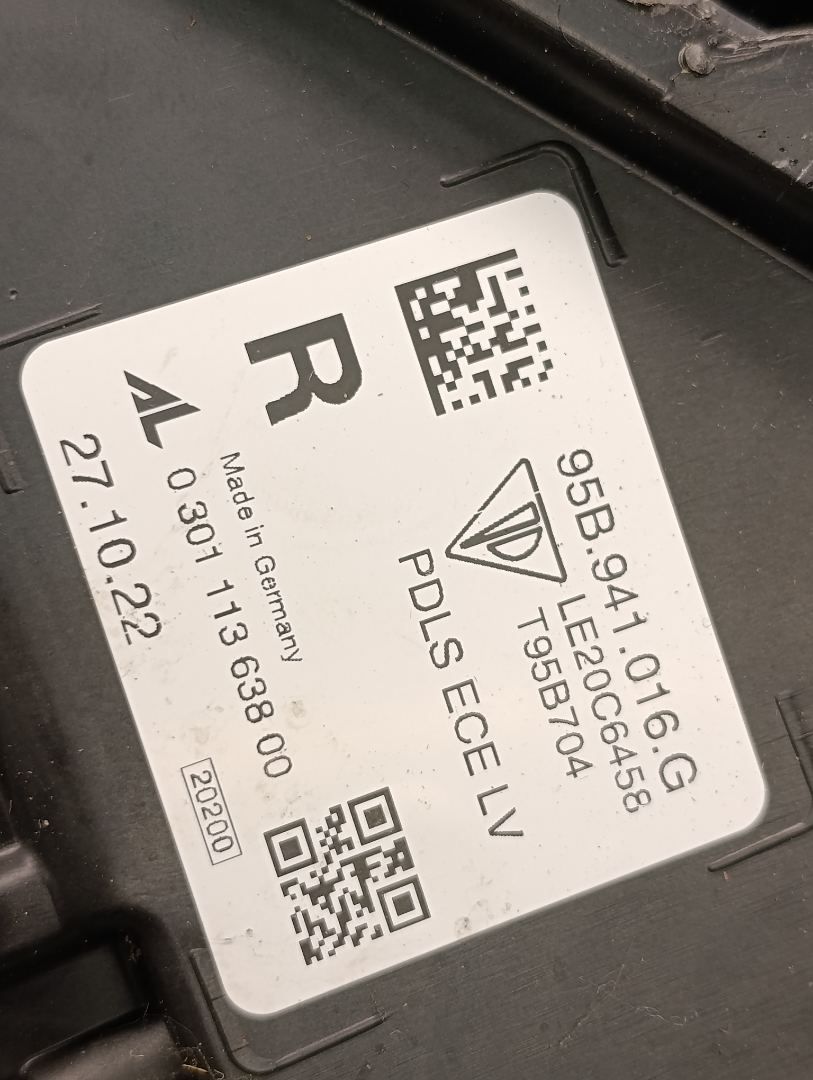 95B.941.016.G
LE20C6458
T95B704
PDLS ECE LV
R
Made in Germany
AL
0 301 113 638 00
20200
27.10.22